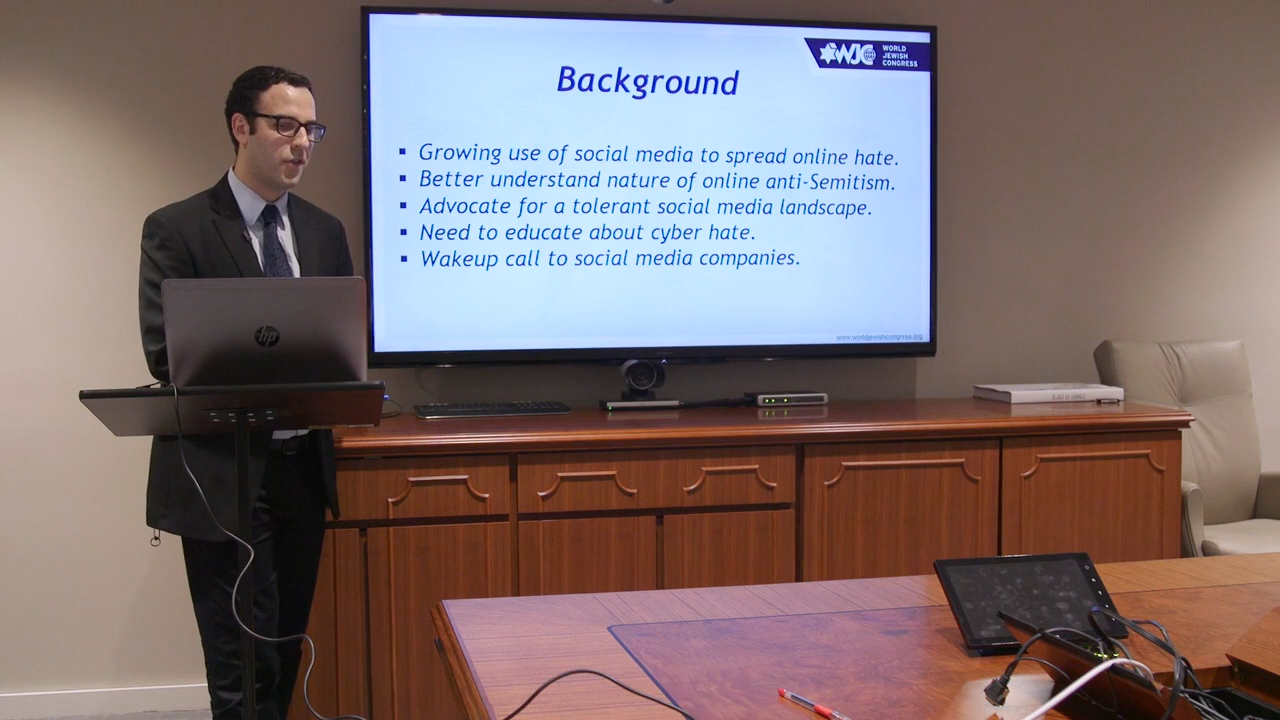 WJC
WORLD
JEWISH
CONGRESS
Background
Growing use of social media to spread online hate.
Better understand nature of online anti-Semitism.
Advocate for a tolerant social media landscape.
Need to educate about cyber hate.
Wakeup call to social media companies.
www.worldjewishcongress.org
hp